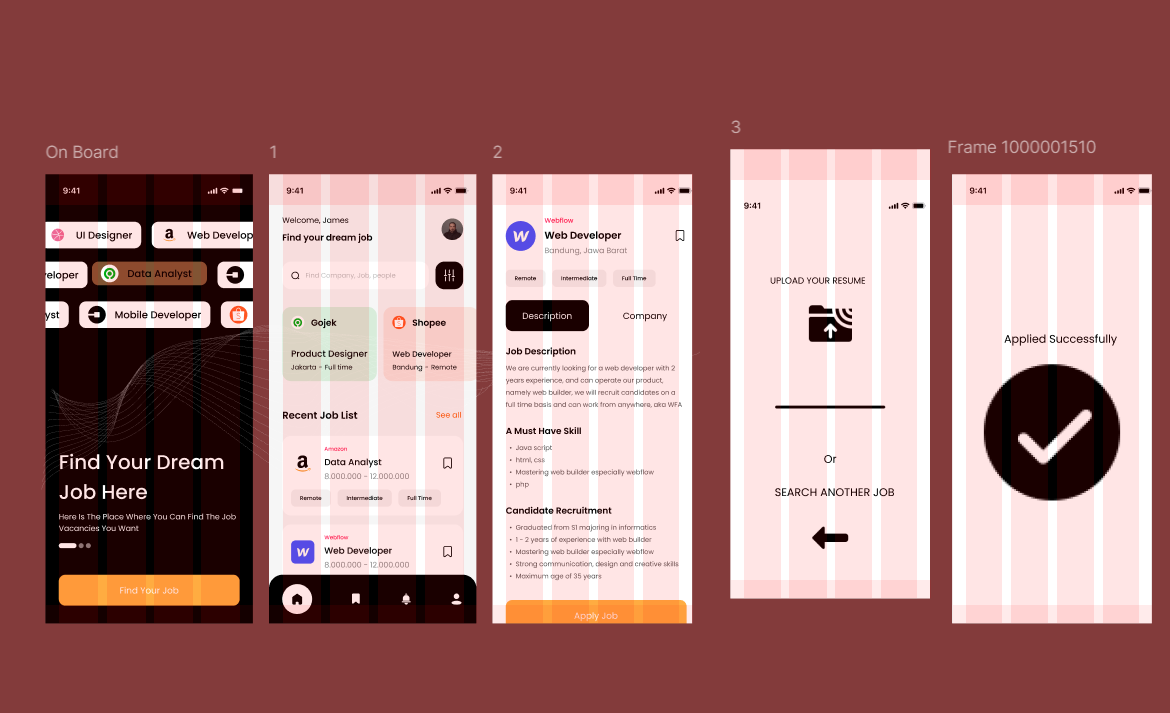 On Board
9:41
UI Designer
Web Develop
eloper
Data Analyst
yst
Mobile Developer
Find Your Dream
Job Here
Here Is The Place Where You Can Find The Job
Vacancies You Want
Find Your Job
1
9:41
Welcome, James
Find your dream job
Find Company, Job, people
Gojek
Product Designer
Jakarta - Full time
Shopee
Web Developer
Bandung - Remote
Recent Job List
See all
Amazon
Data Analyst
8.000.000 - 12.000.000
Remote
Intermediate
Full Time
Webflow
Web Developer
8.000.000 - 12.000.000
2
9:41
Webflow
Web Developer
Bandung, Jawa Barat
Remote
Intermediate
Full Time
Description
Company
Job Description
We are currently looking for a web developer with 2
years experience, and can operate our product,
namely web builder, we will recruit candidates on a
full time basis and can work from anywhere, aka WFA
A Must Have Skill
• Java script
• html, css
• Mastering web builder especially webflow
• php
Candidate Recruitment
• Graduated from S1 majoring in informatics
• 1 - 2 years of experience with web builder
• Mastering web builder especially webflow
• Strong communication, design and creative skills
• Maximum age of 35 years
Apply Job
3
9:41
UPLOAD YOUR RESUME
Or
SEARCH ANOTHER JOB
Frame 1000001510
9:41
Applied Successfully